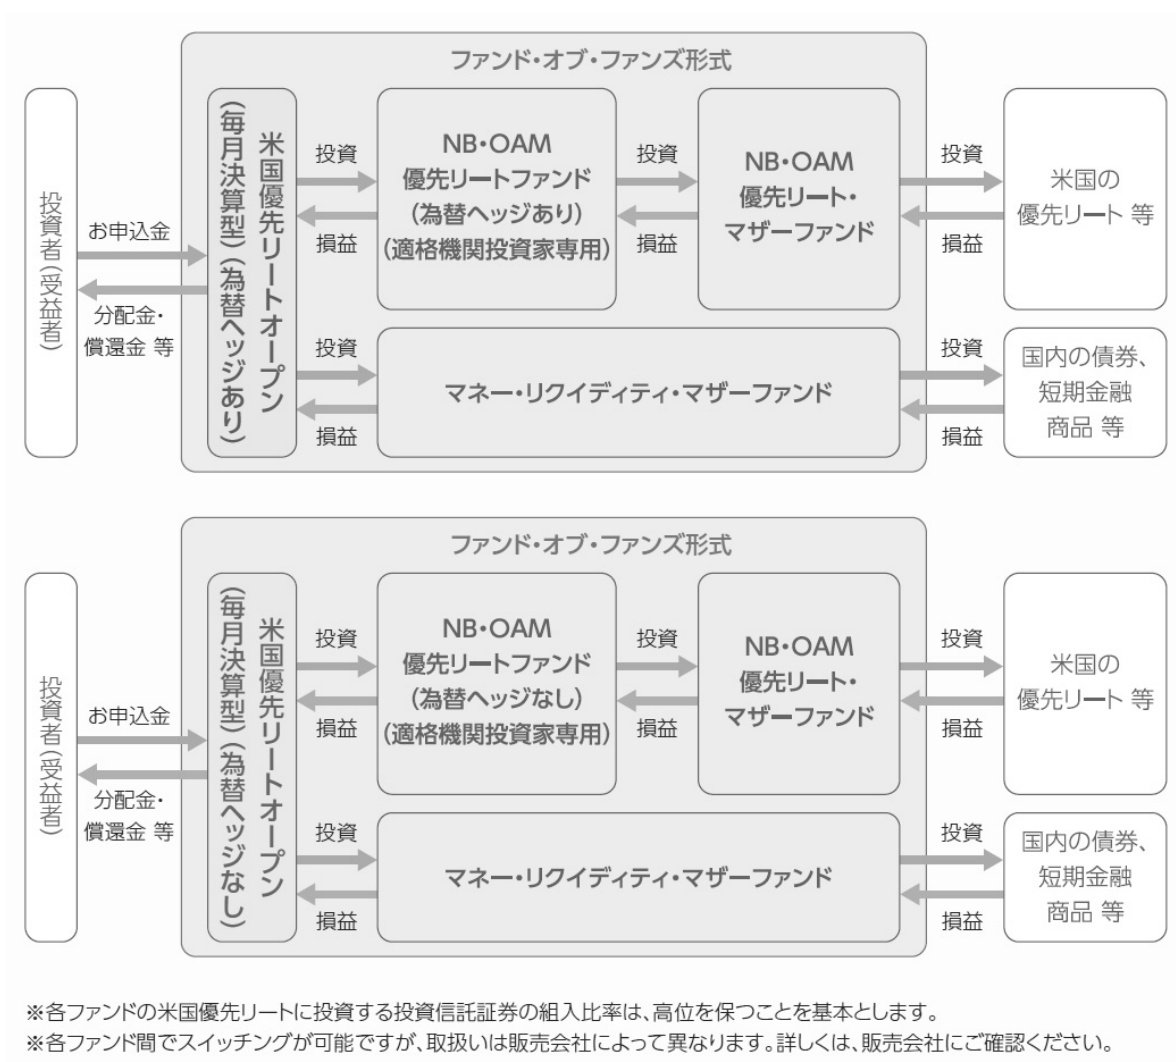 ファンド・オブ・ファンズ形式
投資者(受益者)
お申込金
分配金・
償還金 等
米国優先リートオープン
(毎月決算型)(為替ヘッジあり)
投資
損益
NB・OAM
優先リートファンド
(為替ヘッジあり)
(適格機関投資家専用)
投資
損益
NB・OAM
優先リート・
マザーファンド
投資
損益
米国の
優先リート 等
投資
損益
マネー・リクイディティ・マザーファンド
投資
損益
国内の債券、
短期金融
商品 等
ファンド・オブ・ファンズ形式
投資者(受益者)
お申込金
分配金・
償還金 等
米国優先リートオープン
(毎月決算型)(為替ヘッジなし)
投資
損益
NB・OAM
優先リートファンド
(為替ヘッジなし)
(適格機関投資家専用)
投資
損益
NB・OAM
優先リート・
マザーファンド
投資
損益
米国の
優先リート 等
投資
損益
マネー・リクイディティ・マザーファンド
投資
損益
国内の債券、
短期金融
商品 等
※各ファンドの米国優先リートに投資する投資信託証券の組入比率は、高位を保つことを基本とします。
※各ファンド間でスイッチングが可能ですが、取扱いは販売会社によって異なります。詳しくは、販売会社にご確認ください。